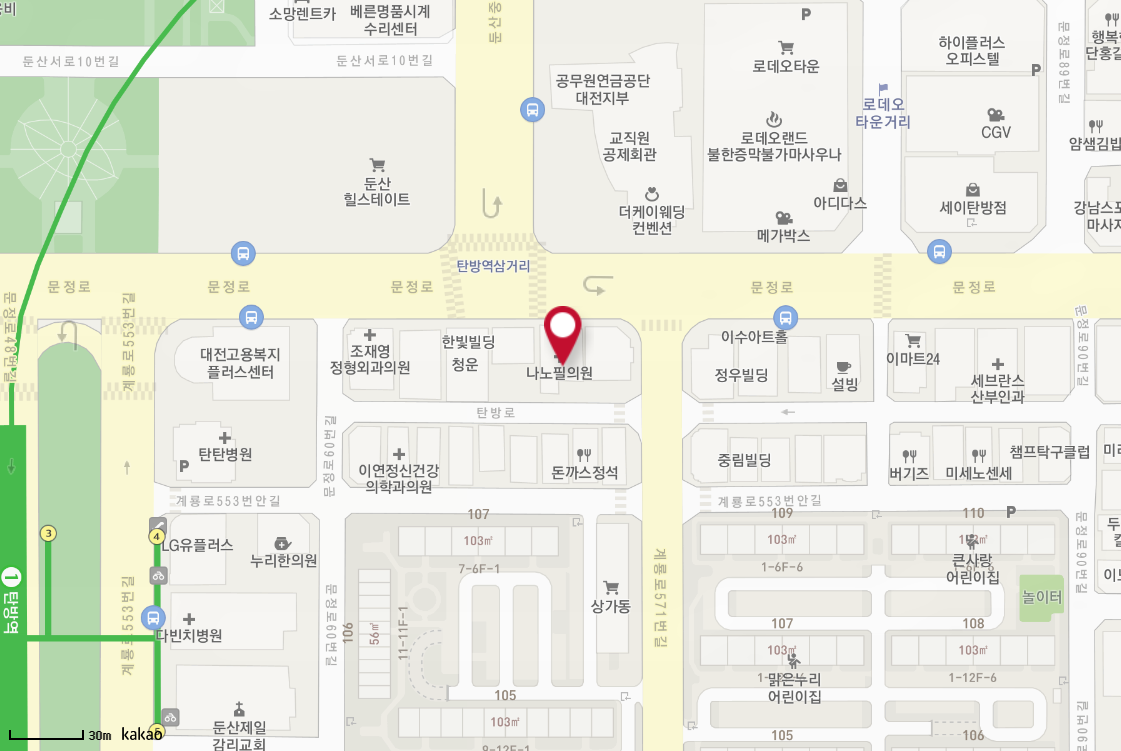 소망렌트카
베른명품시계
수리센터
둔산서로10번길
둔산서로10번길
P
로데오타운
하이플러스
오피스텔
P
문정로89번길
공무원연금공단
대전지부
로데오
타운거리
CGV
교직원
공제회관
로데오랜드
불한증막불가마사우나
얌샘김밥
둔산
힐스테이트
더케이웨딩
컨벤션
아디다스
메가박스
세이탄방점
탄방역삼거리
문정로
문정로
문정로
문정로
문정로
문정로48번길
계룡로553번길
대전고용복지
플러스센터
조재영
정형외과의원
한빛빌딩
청운
나노필의원
이수아트홀
정우빌딩
설빙
이마트24
세브란스
산부인과
문정로90번길
탄방로
문정로60번길
탄탄병원
P
이연정신건강
의학과의원
돈까스정석
중림빌딩
버기즈
미세노센세
챔프탁구클럽
계룡로553번안길
계룡로553번안길
3
4
LG유플러스
누리한의원
107
103㎡
7-6F-1
109
103㎡
1-6F-6
110
P
큰사랑
어린이집
문정로90번길
놀이터
1
탄방역
계룡로553번길
다빈치병원
문정로60번길
106
56㎡
11-11F-1
상가동
계룡로571번길
107
103㎡
108
103㎡
맑은누리
어린이집
1-12F-6
105
103㎡
9-12F-1
105
106
둔산제일
감리교회
30m
kakao